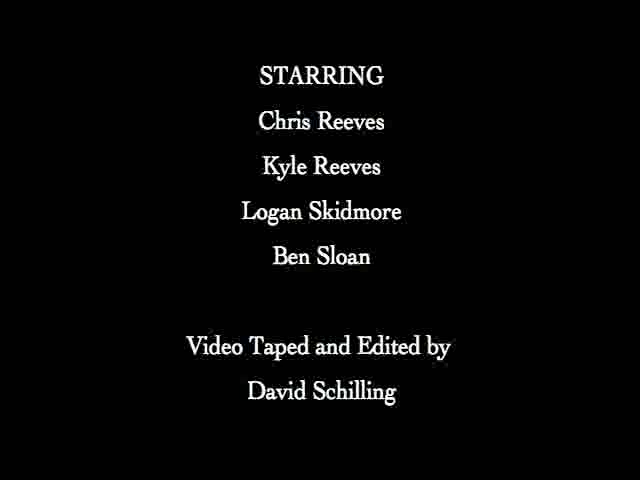 STARRING
Chris Reeves
Kyle Reeves
Logan Skidmore
Ben Sloan
Video Taped and Edited by
David Schilling